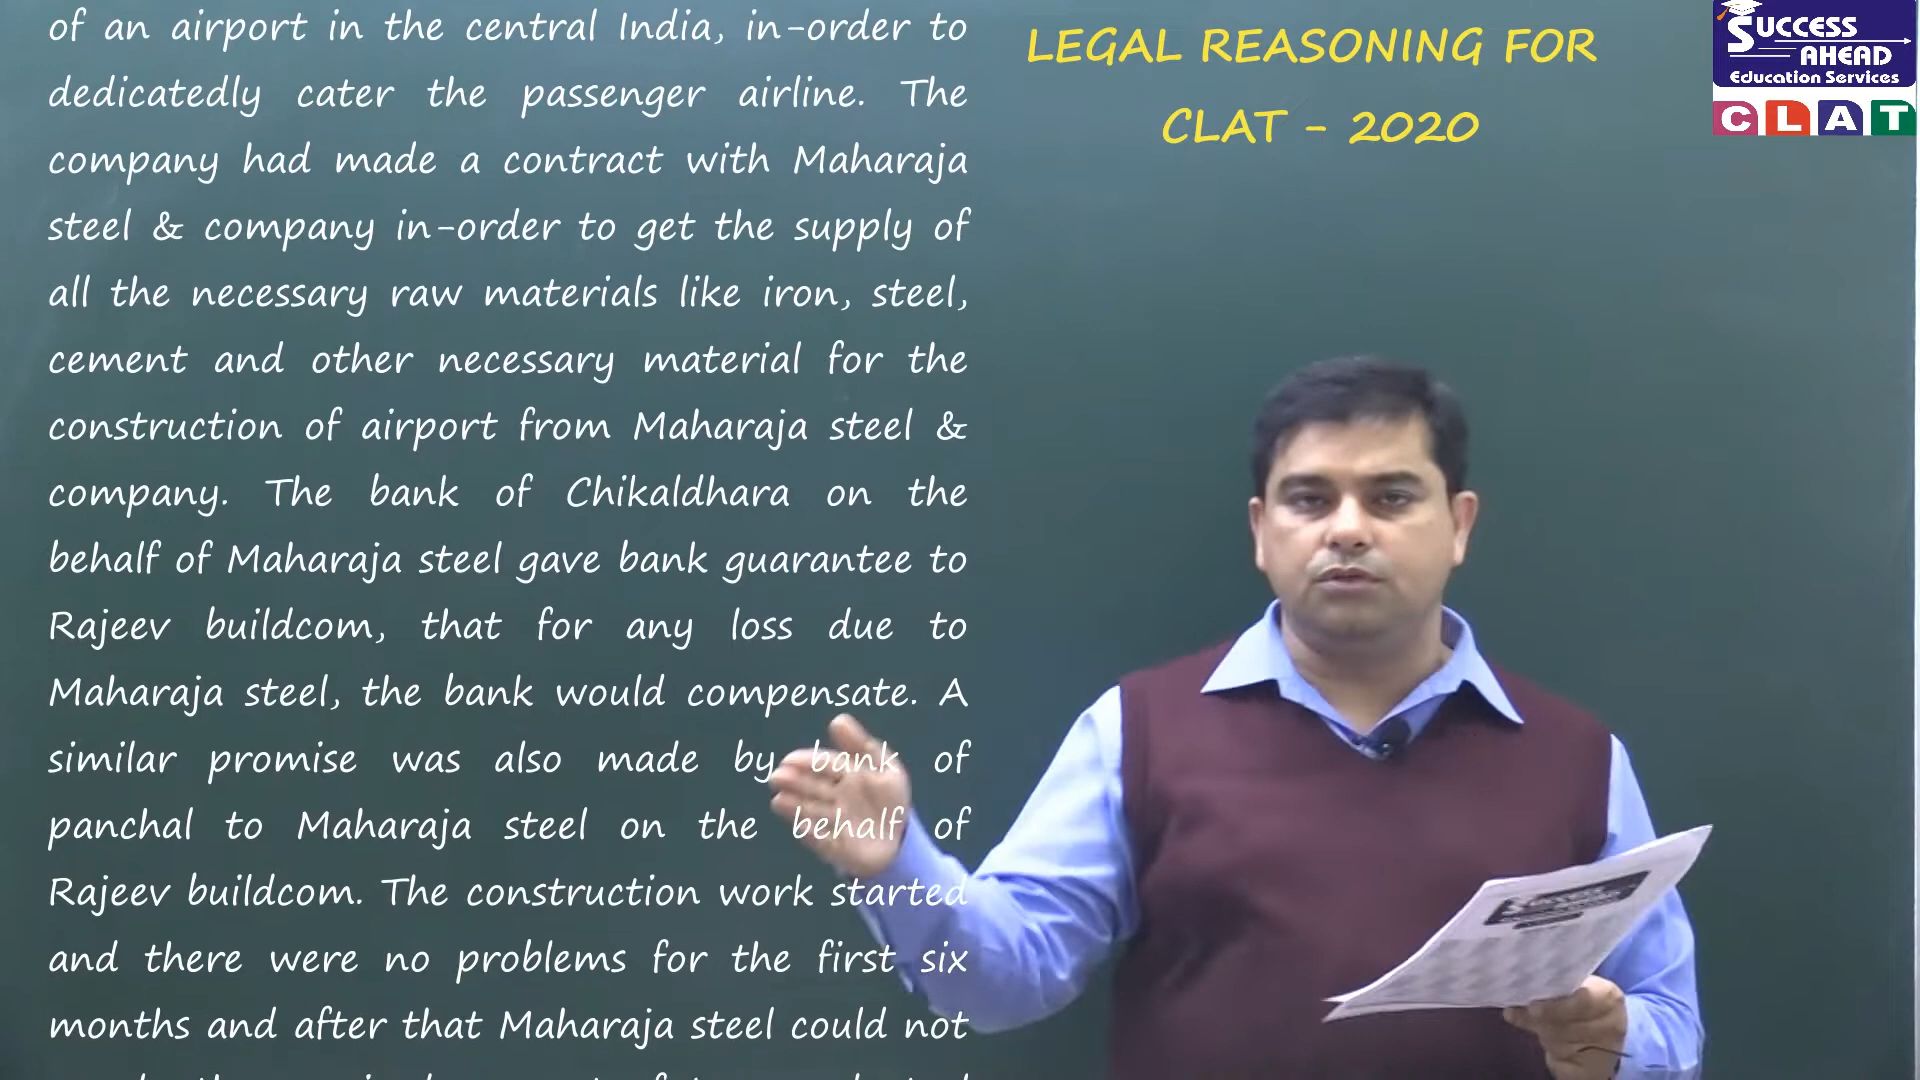 of an airport in the central India, in-order to
dedicatedly cater the passenger airline. The
company had made a contract with Maharaja
steel & company in-order to get the supply of
all the necessary raw materials like iron, steel,
cement and other necessary material for the
construction of airport from Maharaja steel &
company. The bank of Chikaldhara on the
behalf of Maharaja steel gave bank guarantee to
Rajeev buildcom, that for any loss due to
Maharaja steel, the bank would compensate. A
similar promise was also made by bank of
panchal to Maharaja steel on the behalf of
Rajeev buildcom. The construction work started
and there were no problems for the first six
months and after that Maharaja steel could not
LEGAL REASONING FOR
CLAT - 2020
SUCCESS
AHEAD
Education Services
CLAT